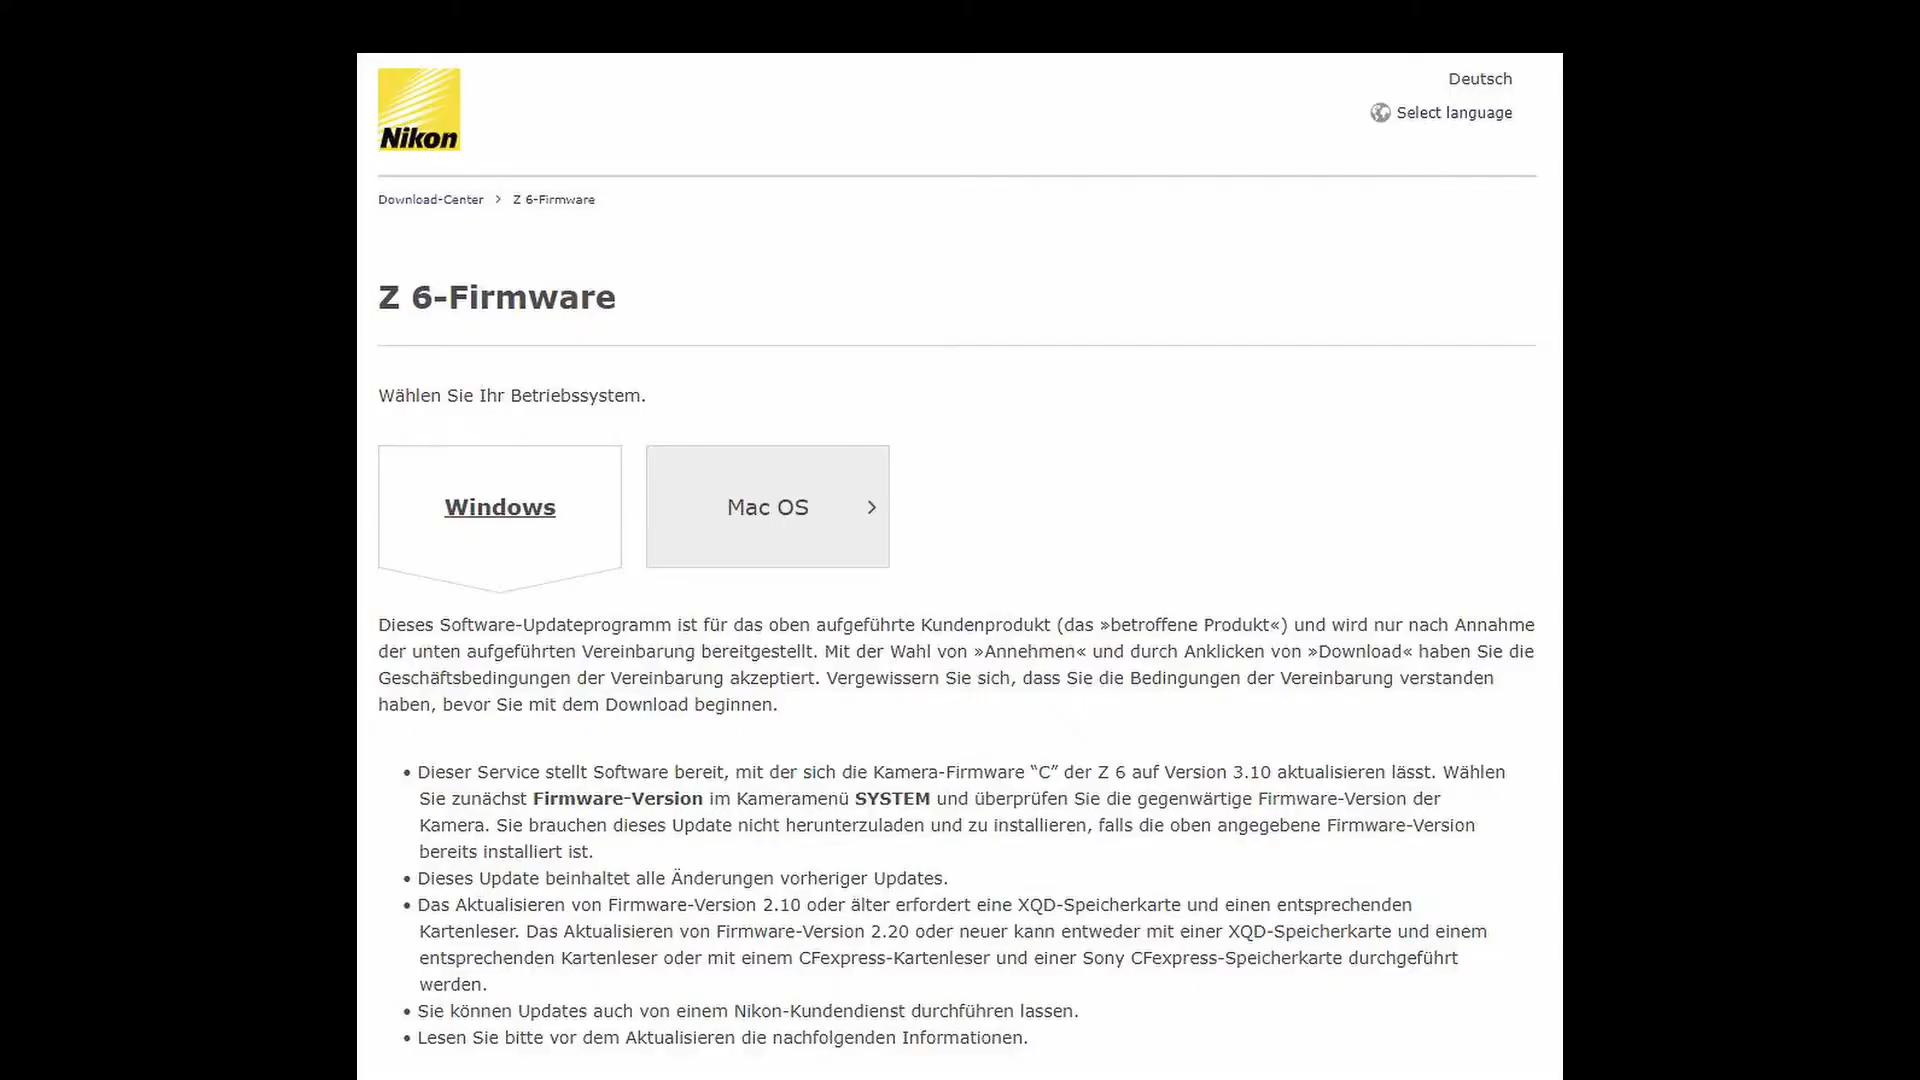 Nikon
Deutsch
Select language
Download-Center > Z 6-Firmware
Z 6-Firmware
Wählen Sie Ihr Betriebssystem.
Windows
Mac OS >
Dieses Software-Updateprogramm ist für das oben aufgeführte Kundenprodukt (das »betroffene Produkt«) und wird nur nach Annahme
der unten aufgeführten Vereinbarung bereitgestellt. Mit der Wahl von »Annehmen« und durch Anklicken von »Download« haben Sie die
Geschäftsbedingungen der Vereinbarung akzeptiert. Vergewissern Sie sich, dass Sie die Bedingungen der Vereinbarung verstanden
haben, bevor Sie mit dem Download beginnen.
• Dieser Service stellt Software bereit, mit der sich die Kamera-Firmware “C” der Z 6 auf Version 3.10 aktualisieren lässt. Wählen
Sie zunächst Firmware-Version im Kameramenü SYSTEM und überprüfen Sie die gegenwärtige Firmware-Version der
Kamera. Sie brauchen dieses Update nicht herunterzuladen und zu installieren, falls die oben angegebene Firmware-Version
bereits installiert ist.
• Dieses Update beinhaltet alle Änderungen vorheriger Updates.
• Das Aktualisieren von Firmware-Version 2.10 oder älter erfordert eine XQD-Speicherkarte und einen entsprechenden
Kartenleser. Das Aktualisieren von Firmware-Version 2.20 oder neuer kann entweder mit einer XQD-Speicherkarte und einem
entsprechenden Kartenleser oder mit einem CFexpress-Kartenleser und einer Sony CFexpress-Speicherkarte durchgeführt
werden.
• Sie können Updates auch von einem Nikon-Kundendienst durchführen lassen.
• Lesen Sie bitte vor dem Aktualisieren die nachfolgenden Informationen.